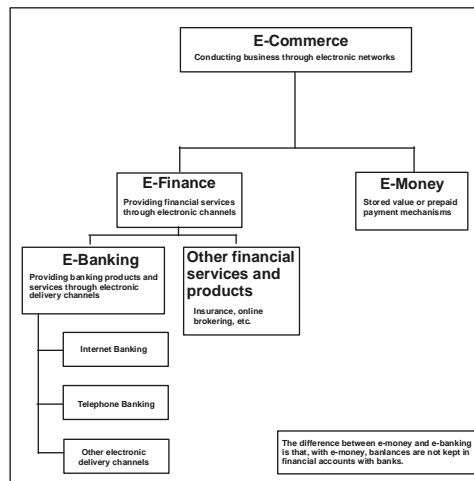 E-Commerce
Conducting business through electronic networks
E-Finance
Providing financial services
through electronic channels
E-Money
Stored value or prepaid
payment mechanisms
E-Banking
Providing banking products and
services through electronic
delivery channels
Other financial
services and
products
Insurance, online
brokering, etc.
Internet Banking
Telephone Banking
Other electronic
delivery channels
The difference between e-money and e-banking
is that, with e-money, banlances are not kept in
financial accounts with banks.